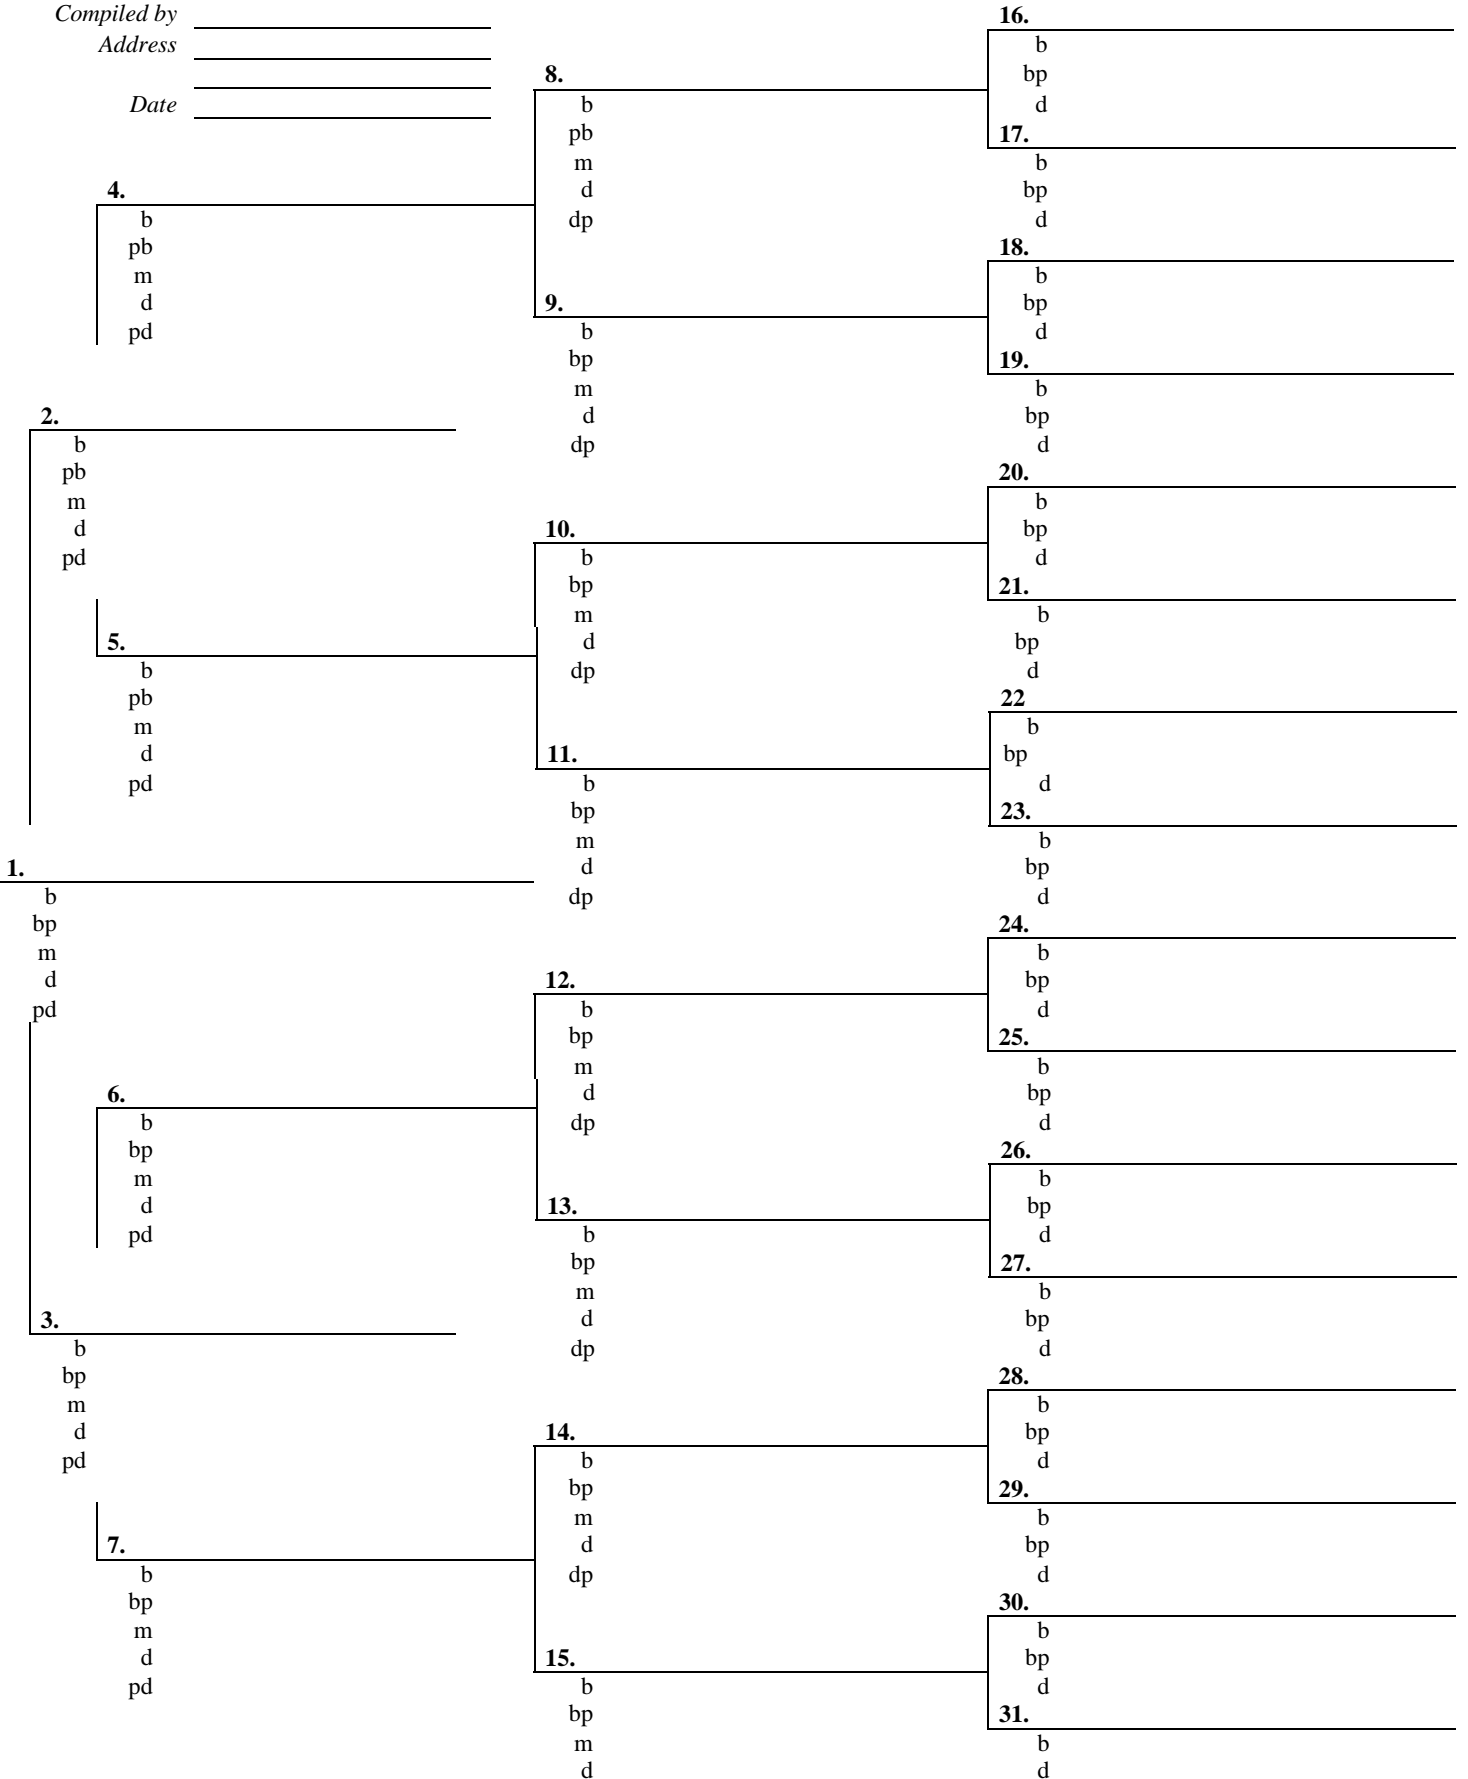 Compiled by
Address
Date
4.
b
pb
m
d
pd
2.
b
pb
m
d
pd
5.
b
pb
m
d
pd
1.
b
bp
m
d
pd
6.
b
bp
m
d
pd
3.
b
bp
m
d
pd
7.
b
bp
m
d
pd
8.
b
pb
m
d
dp
9.
b
bp
m
d
dp
10.
b
bp
m
d
dp
11.
b
bp
m
d
dp
12.
b
bp
m
d
dp
13.
b
bp
m
d
dp
14.
b
bp
m
d
dp
15.
b
bp
m
d
16.
b
bp
d
17.
b
bp
d
18.
b
bp
d
19.
b
bp
d
20.
b
bp
d
21.
b
bp
d
22
b
bp
d
23.
b
bp
d
24.
b
bp
d
25.
b
bp
d
26.
b
bp
d
27.
b
bp
d
28.
b
bp
d
29.
b
bp
d
30.
b
bp
d
31.
b
d